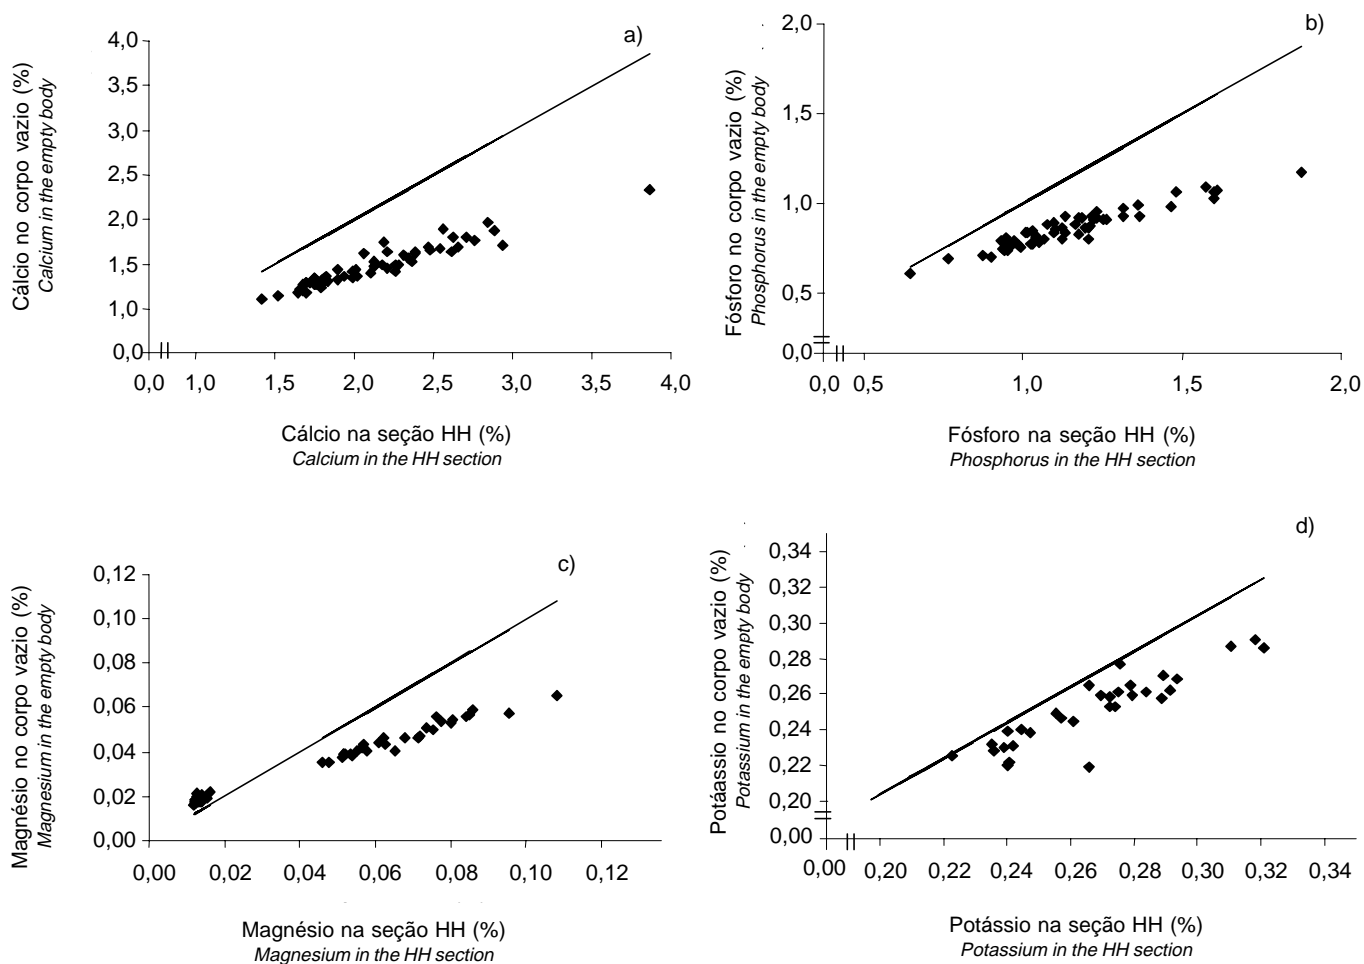 a)
Cálcio no corpo vazio (%)
Calcium in the empty body
4,0
3,5
3,0
2,5
2,0
1,5
1,0
0,0
0,0 1,0 1,5 2,0 2,5 3,0 3,5 4,0
Cálcio na seção HH (%)
Calcium in the HH section
b)
Fósforo no corpo vazio (%)
Phosphorus in the empty body
2,0
1,5
1,0
0,5
0,0
0,0 0,5 1,0 1,5 2,0
Fósforo na seção HH (%)
Phosphorus in the HH section
c)
Magnésio no corpo vazio (%)
Magnesium in the empty body
0,12
0,10
0,08
0,06
0,04
0,02
0,00
0,00 0,02 0,04 0,06 0,08 0,10 0,12
Magnésio na seção HH (%)
Magnesium in the HH section
d)
Potáassio no corpo vazio (%)
Potassium in the empty body
0,34
0,32
0,30
0,28
0,26
0,24
0,22
0,20
0,00
0,00 0,20 0,22 0,24 0,26 0,28 0,30 0,32 0,34
Potássio na seção HH (%)
Potassium in the HH section